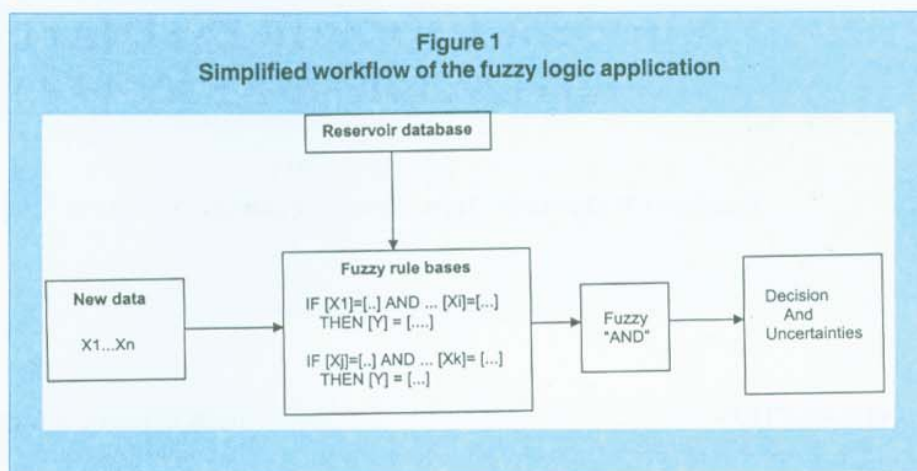 Figure 1
Simplified workflow of the fuzzy logic application
Reservoir database
New data
X1...Xn
Fuzzy rule bases
IF [X1]=[..] AND ... [Xi]=[...]
THEN [Y] = [....]
IF [Xj]=[..] AND ... [Xk]= [...]
THEN [Y] = [...]
Fuzzy
"AND"
Decision
And
Uncertainties